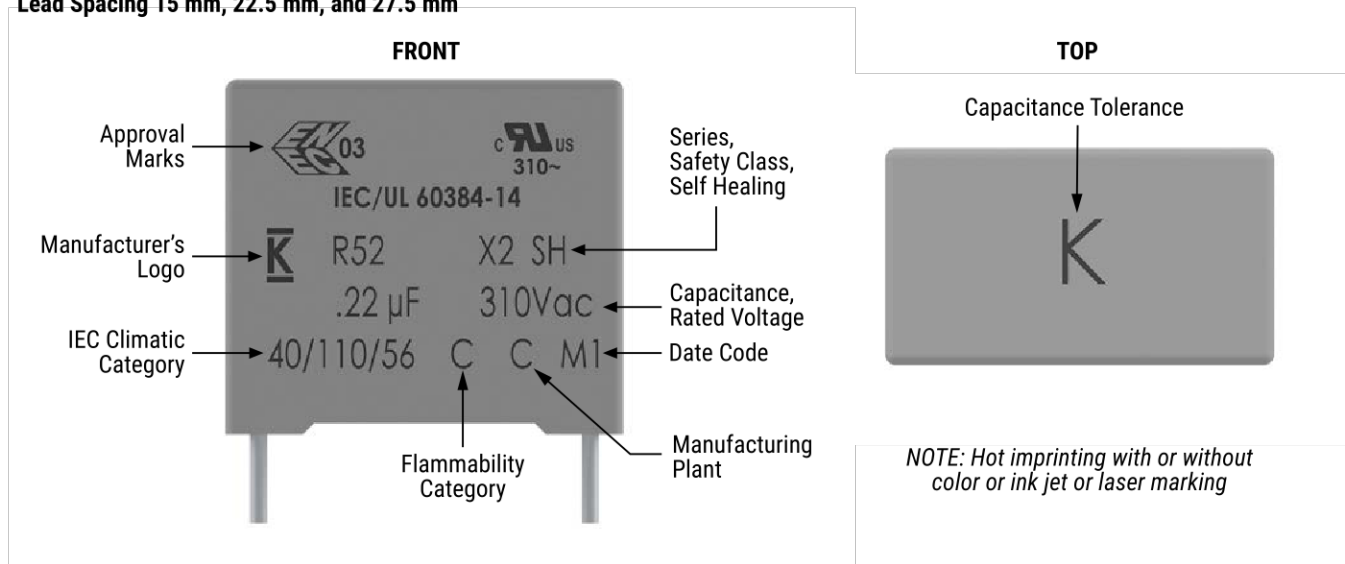 Lead Spacing 15 mm, 22.5 mm, and 27.5 mm
FRONT
Approval
Marks
EN
EC
03
c RU US
310~
IEC/UL 60384-14
Series,
Safety Class,
Self Healing
Manufacturer's
Logo
K
R52 X2 SH
.22 µF 310Vac
Capacitance,
Rated Voltage
IEC Climatic
Category
40/110/56 C C M1
Date Code
Flammability
Category
Manufacturing
Plant
TOP
Capacitance Tolerance
K
NOTE: Hot imprinting with or without
color or ink jet or laser marking